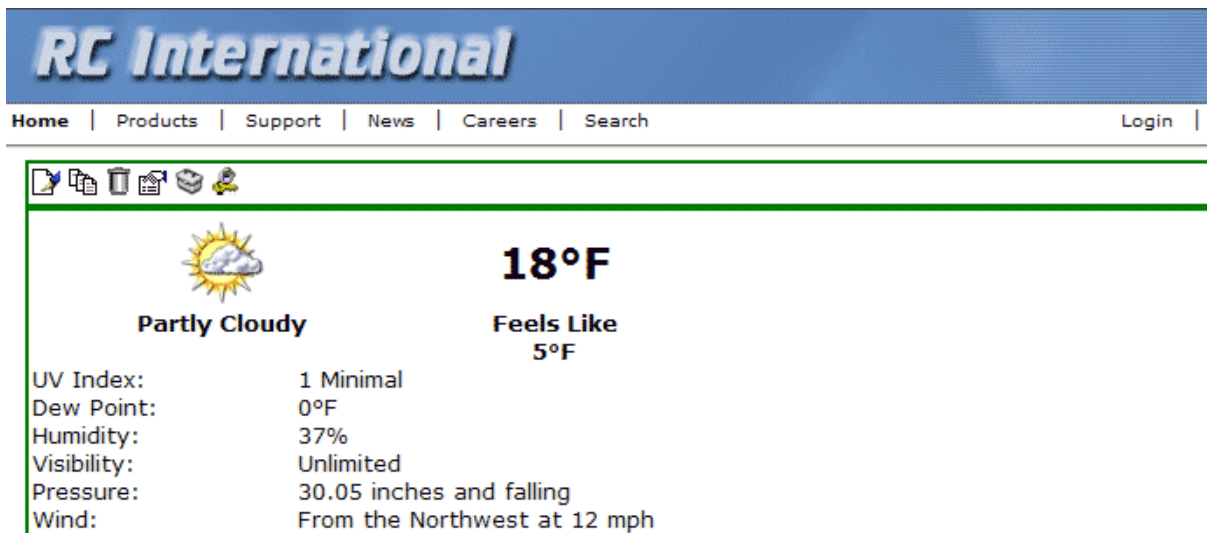 RC International
Home | Products | Support | News | Careers | Search Login |
18°F
Partly Cloudy Feels Like
5°F
UV Index: 1 Minimal
Dew Point: 0°F
Humidity: 37%
Visibility: Unlimited
Pressure: 30.05 inches and falling
Wind: From the Northwest at 12 mph